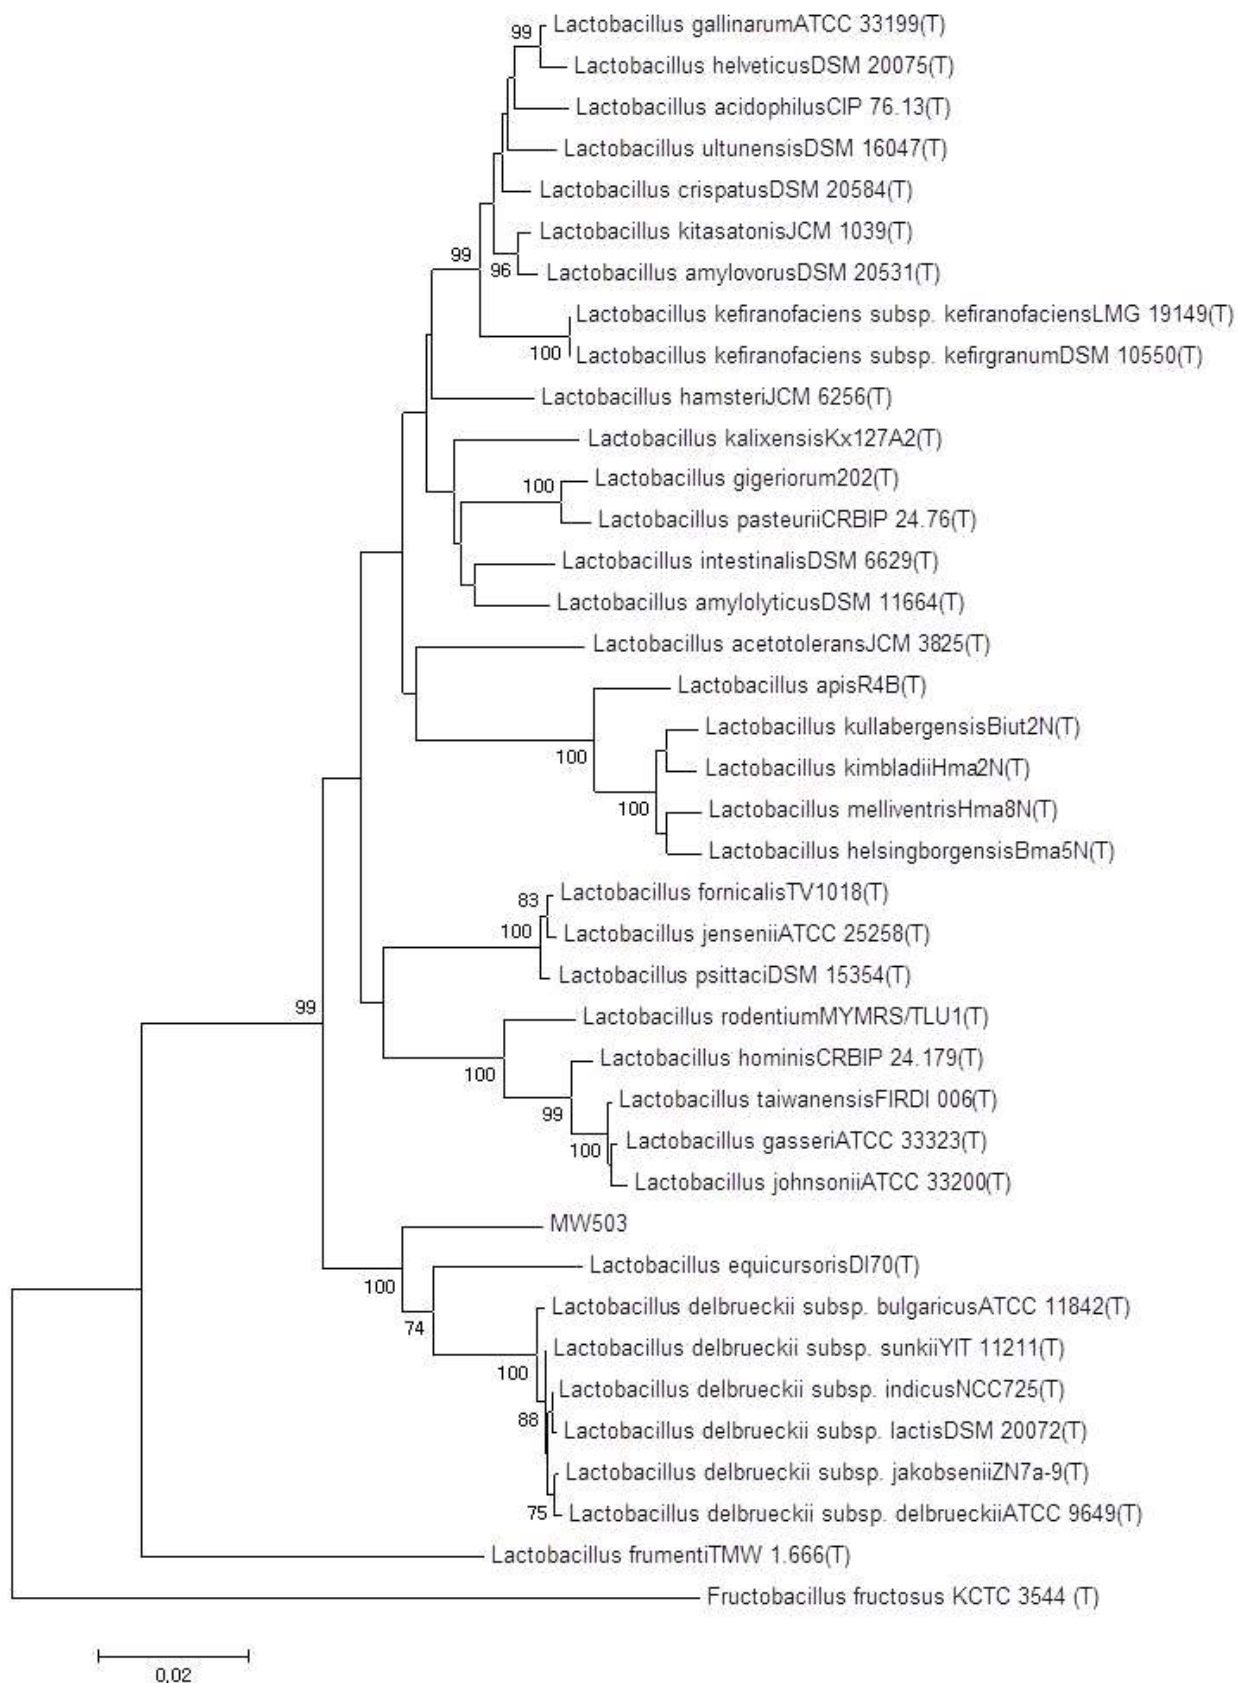 99
Lactobacillus gallinarumATCC 33199(T)
Lactobacillus helveticusDSM 20075(T)
Lactobacillus acidophilusCIP 76.13(T)
Lactobacillus ultunensisDSM 16047(T)
Lactobacillus crispatusDSM 20584(T)
Lactobacillus kitasatonisJCM 1039(T)
99
96
Lactobacillus amylovorusDSM 20531(T)
Lactobacillus kefiranofaciens subsp. kefiranofaciensLMG 19149(T)
100
Lactobacillus kefiranofaciens subsp. kefirgranumDSM 10550(T)
Lactobacillus hamsteriJCM 6256(T)
Lactobacillus kalixensisKx127A2(T)
100
Lactobacillus gigeriorum202(T)
Lactobacillus pasteuriiCRBIP 24.76(T)
Lactobacillus intestinalisDSM 6629(T)
Lactobacillus amylolyticusDSM 11664(T)
Lactobacillus acetotoleransJCM 3825(T)
Lactobacillus apisR4B(T)
Lactobacillus kullabergensisBiut2N(T)
100
Lactobacillus kimbladiiHma2N(T)
100
Lactobacillus melliventrisHma8N(T)
Lactobacillus helsingborgensisBma5N(T)
83
Lactobacillus fornicalisTV1018(T)
100
Lactobacillus jenseniiATCC 25258(T)
Lactobacillus psittaciDSM 15354(T)
99
Lactobacillus rodentiumMYMRS/TLU1(T)
Lactobacillus hominisCRBIP 24.179(T)
100
Lactobacillus taiwanensisFIRDI 006(T)
99
Lactobacillus gasseriATCC 33323(T)
100
Lactobacillus johnsoniiATCC 33200(T)
MW503
Lactobacillus equicursorisDI70(T)
100
Lactobacillus delbrueckii subsp. bulgaricusATCC 11842(T)
74
Lactobacillus delbrueckii subsp. sunkiiYIT 11211(T)
100
Lactobacillus delbrueckii subsp. indicusNCC725(T)
88
Lactobacillus delbrueckii subsp. lactisDSM 20072(T)
Lactobacillus delbrueckii subsp. jakobseniiZN7a-9(T)
75
Lactobacillus delbrueckii subsp. delbrueckiiATCC 9649(T)
Lactobacillus frumentiTMW 1.666(T)
Fructobacillus fructosus KCTC 3544 (T)
0.02